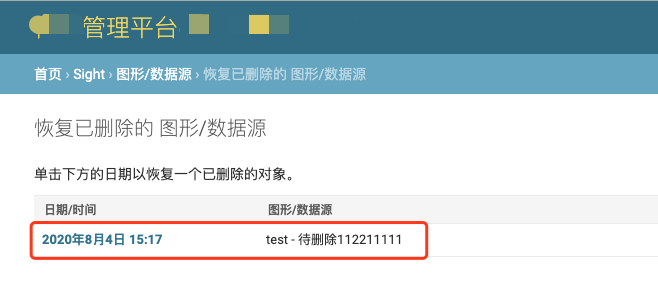 管理平台
首页 › Sight › 图形/数据源 › 恢复已删除的 图形/数据源
恢复已删除的 图形/数据源
单击下方的日期以恢复一个已删除的对象。
日期/时间 图形/数据源
2020年8月4日 15:17 test - 待删除112211111